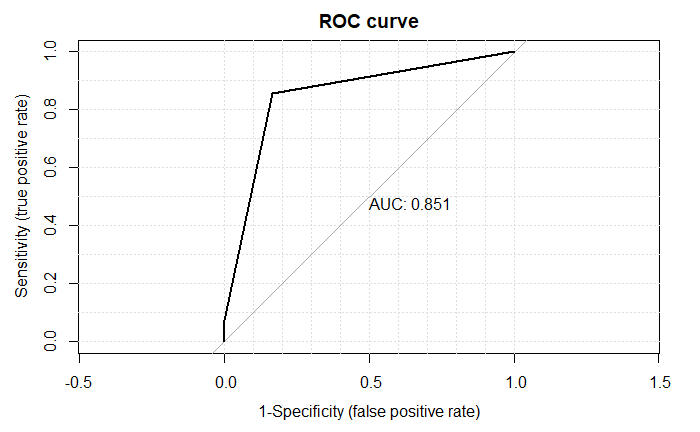 ROC curve
Sensitivity (true positive rate)
1.0
0.8
0.6
0.4
0.2
0.0
AUC: 0.851
-0.5 0.0 0.5 1.0 1.5
1-Specificity (false positive rate)